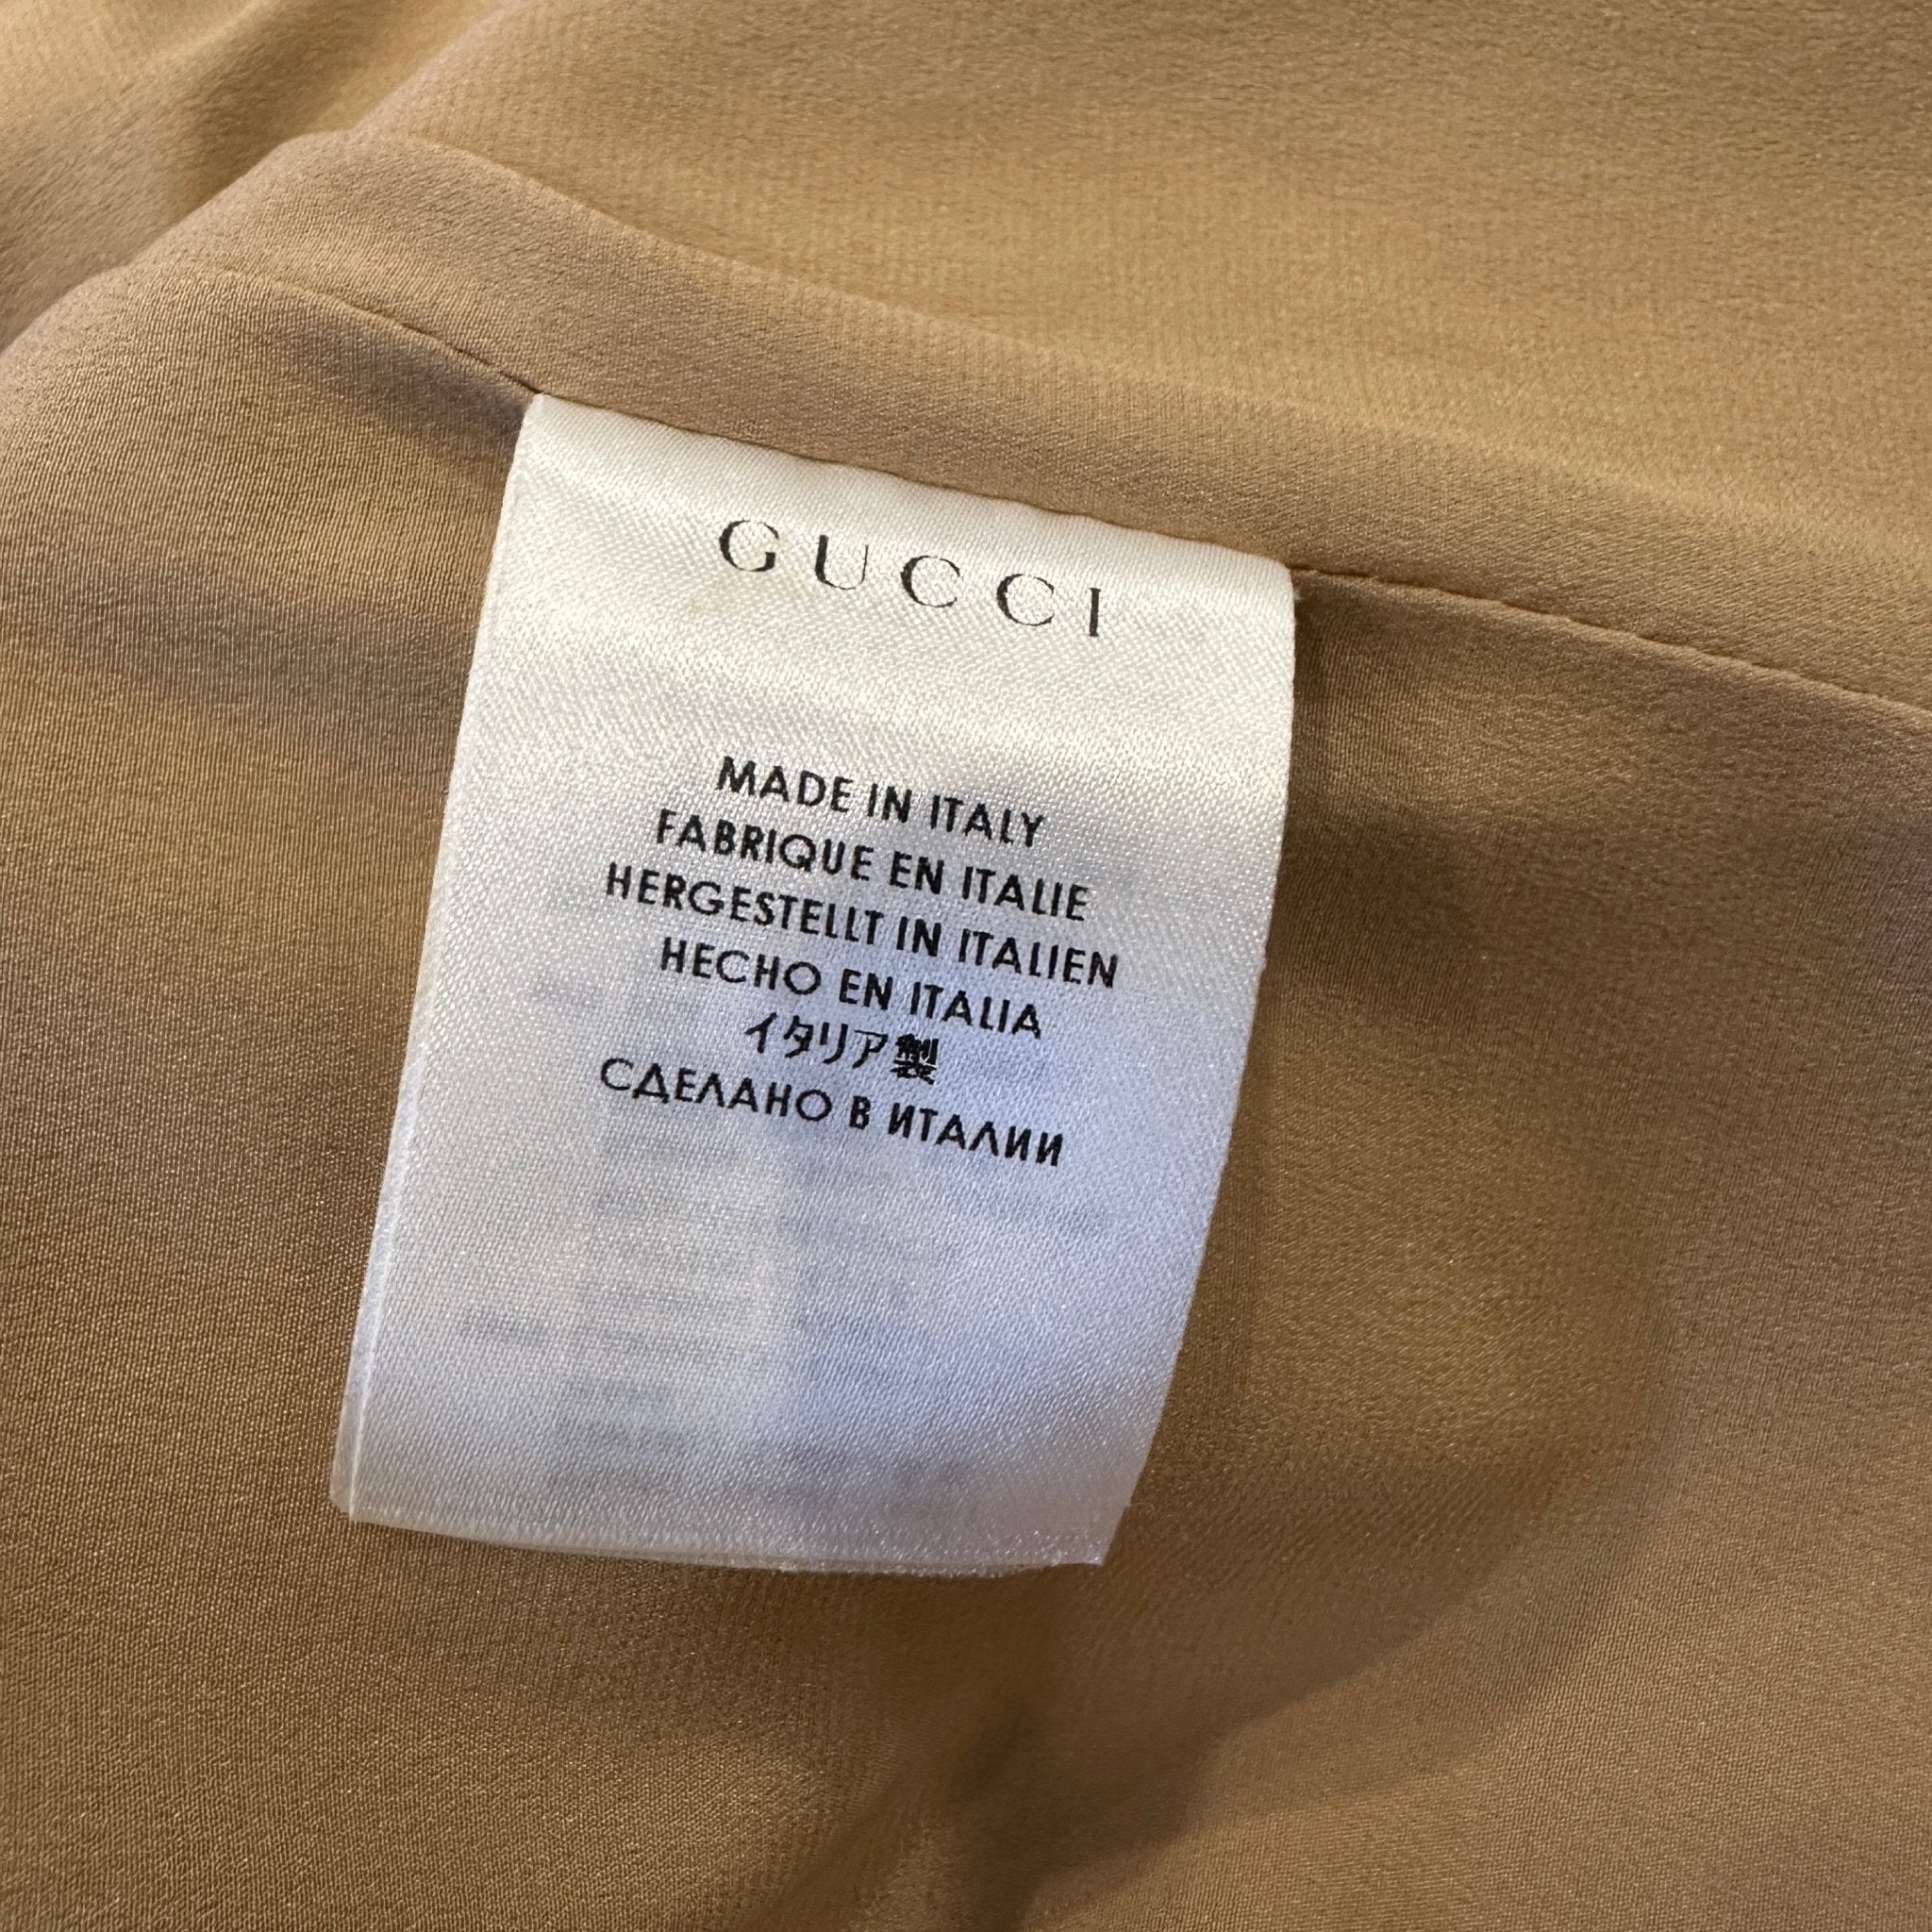 GUCCI
MADE IN ITALY
FABRIQUE EN ITALIE
HERGESTELLT IN ITALIEN
HECHO EN ITALIA
イタリア製
СДЕЛАНО В ИТАЛИИ